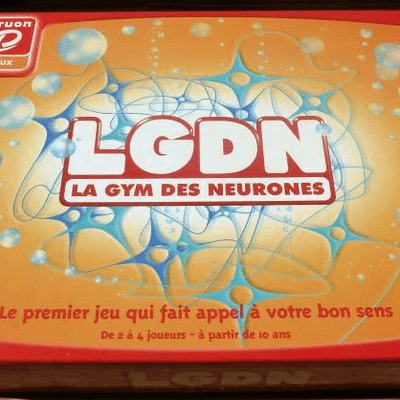 LGDN
LA GYM DES NEURONES
Le premier jeu qui fait appel à votre bon sens
De 2 à 4 joueurs - à partir de 10 ans
LGDN